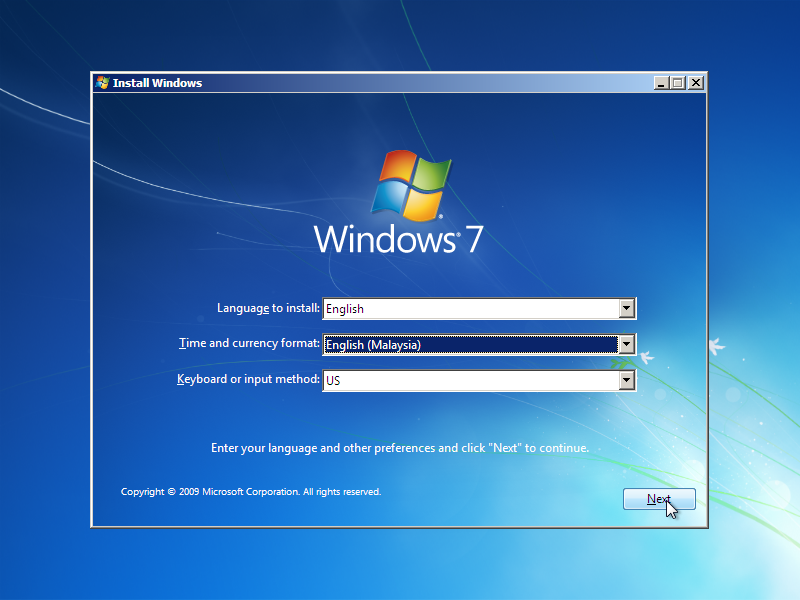 Install Windows
Windows® 7
Language to install: English
Time and currency format: English (Malaysia)
Keyboard or input method: US
Enter your language and other preferences and click "Next" to continue.
Copyright © 2009 Microsoft Corporation. All rights reserved.
Next